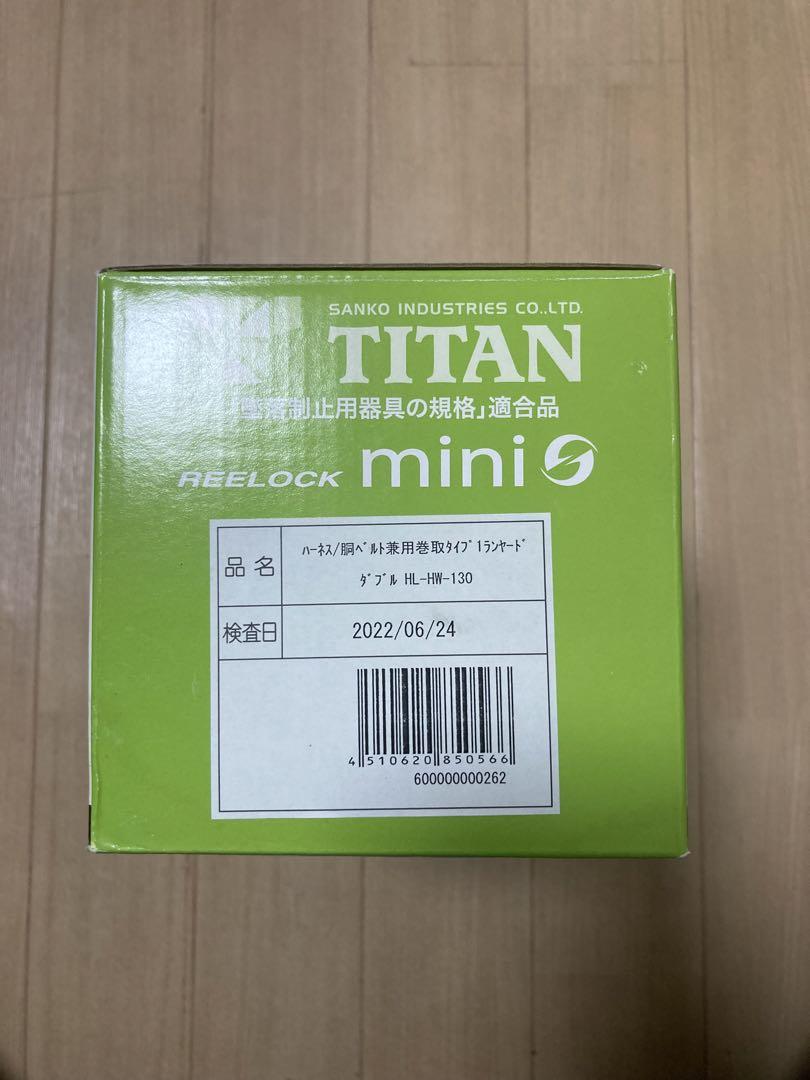 SANKO INDUSTRIES CO.,LTD.
TITAN
「墜落制止用器具の規格」適合品
REELOCK mini
品名
ﾊｰﾈｽ/胴ﾍﾞﾙﾄ兼用巻取ﾀｲﾌﾟ1ﾗﾝﾔｰﾄﾞ
ﾀﾞﾌﾞﾙ HL-HW-130
検査日
2022/06/24
4 510620 850566
600000000262